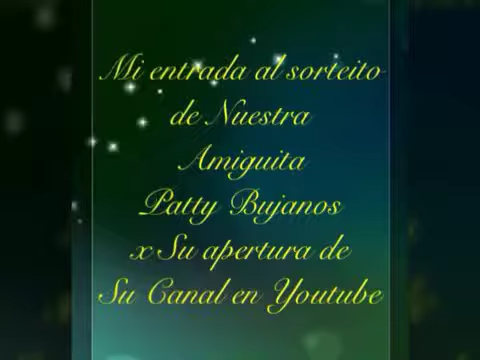 Mi entrada al sorteito
de Nuestra
Amiguita
Patty Bujanos
x Su apertura de
Su Canal en Youtube